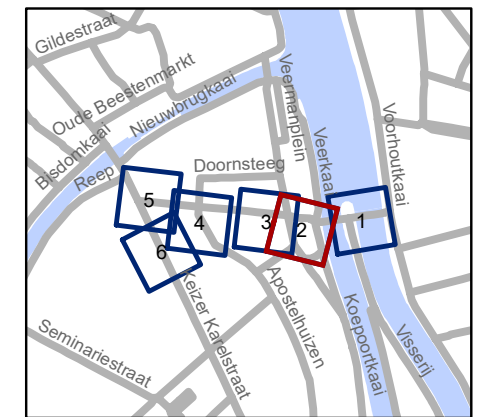 Gildestraat
Oude Beestenmarkt
Nieuwbrugkaai
Bisdomkaai
Reep
Veermanplein
Voorhoutkaai
Doornsteeg
Veerkaai
5
4
3
2
1
6
Keizer Karelstraat
Apostelhuizen
Koepoortkaai
Visserij
Seminariestraat